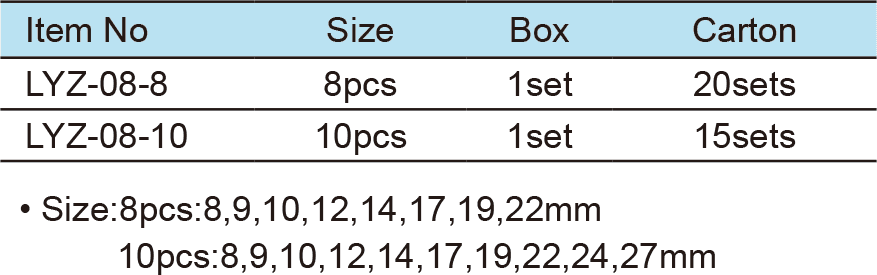 Item No Size Box Carton
LYZ-08-8 8pcs 1set 20sets
LYZ-08-10 10pcs 1set 15sets
• Size:8pcs:8,9,10,12,14,17,19,22mm
10pcs:8,9,10,12,14,17,19,22,24,27mm